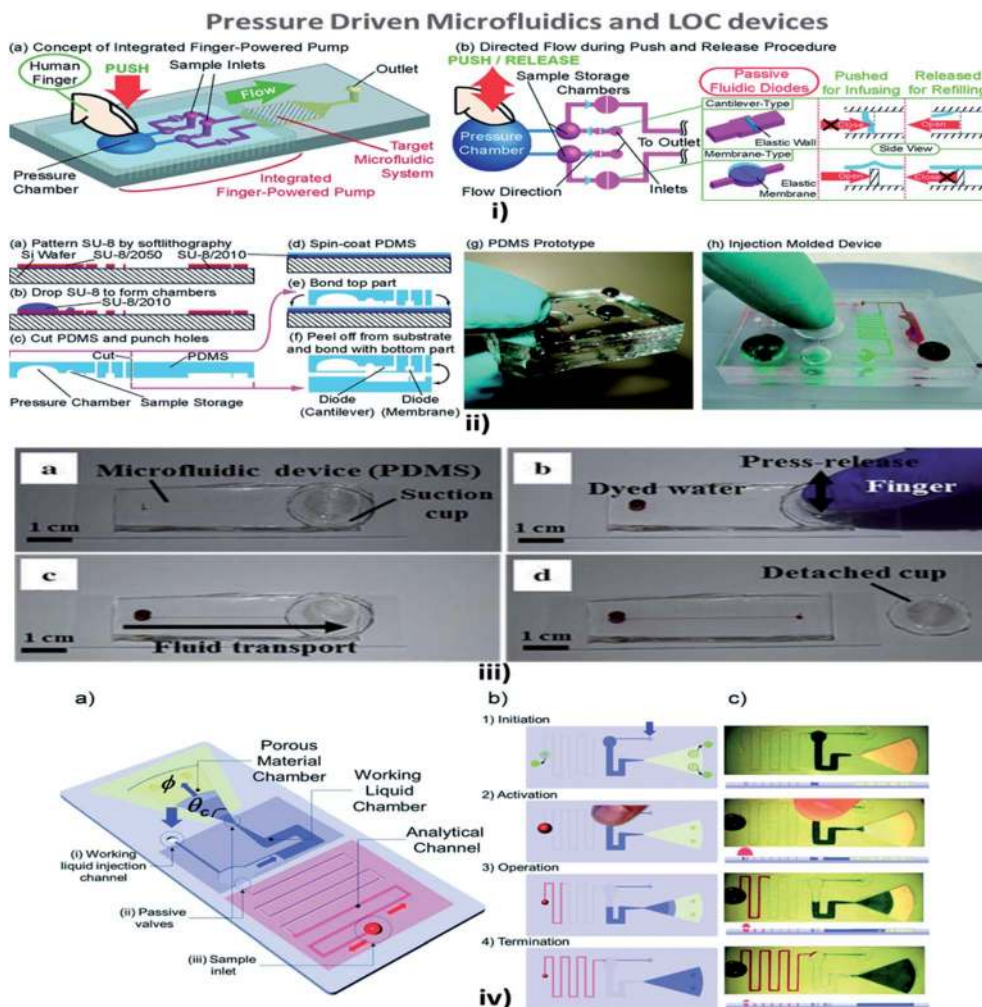 Pressure Driven Microfluidics and LOC devices
(a) Concept of Integrated Finger-Powered Pump
Human
Finger
PUSH
Sample Inlets
Outlet
Flow
Pressure
Chamber
Target
Microfluidic
System
Integrated
Finger-Powered Pump
(b) Directed Flow during Push and Release Procedure
PUSH / RELEASE
Sample Storage
Chambers
Pressure
Chamber
To Outlet
Flow Direction
Inlets
Passive
Fluidic Diodes
Pushed
for Infusing
Released
for Refilling
Cantilever-Type
Elastic Wall
Close
Open
Side View
Membrane-Type
Elastic
Membrane
Open
Close
i)
(a) Pattern SU-8 by softlithography
Si Wafer
SU-8/2050
SU-8/2010
(b) Drop SU-8 to form chambers
SU-8/2010
(c) Cut PDMS and punch holes
Cut
PDMS
Pressure Chamber
Sample Storage
(d) Spin-coat PDMS
(e) Bond top part
(f) Peel off from substrate
and bond with bottom part
Diode
(Cantilever)
Diode
(Membrane)
(g) PDMS Prototype
(h) Injection Molded Device
ii)
a
Microfluidic device (PDMS)
Suction
cup
1 cm
b
Press-release
Dyed water
Finger
1 cm
c
1 cm
Fluid transport
d
Detached cup
1 cm
iii)
a)
Porous
Material
Chamber
Working
Liquid
Chamber
Analytical
Channel
ϕ
θc
(i) Working
liquid injection
channel
(ii) Passive
valves
(iii) Sample
inlet
b)
1) Initiation
2) Activation
3) Operation
4) Termination
c)
iv)